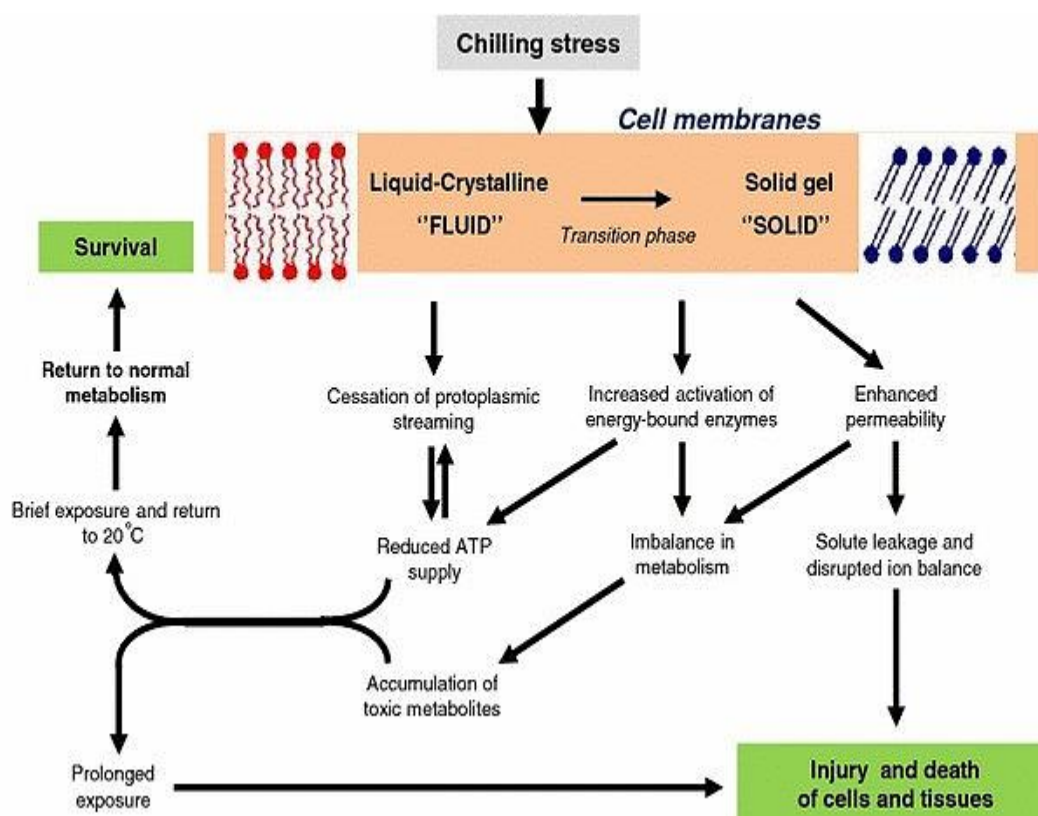 Chilling stress
Cell membranes
Liquid-Crystalline
‘’FLUID’’
Transition phase
Solid gel
‘’SOLID’’
Survival
Return to normal
metabolism
Cessation of protoplasmic
streaming
Increased activation of
energy-bound enzymes
Enhanced
permeability
Brief exposure and return
to 20°C
Reduced ATP
supply
Imbalance in
metabolism
Solute leakage and
disrupted ion balance
Accumulation of
toxic metabolites
Prolonged
exposure
Injury and death
of cells and tissues